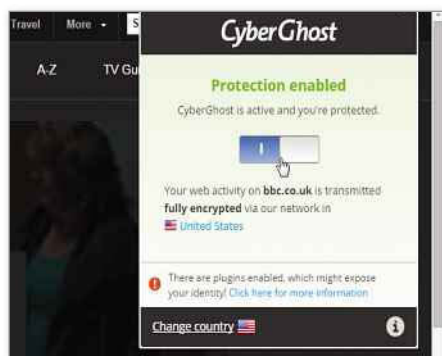 Travel More S
CyberGhost
A-Z TV Gu
Protection enabled
CyberGhost is active and you're protected.
I
Your web activity on bbc.co.uk is transmitted
fully encrypted via our network in
United States
There are plugins enabled, which might expose
your identity! Click here for more information
Change country
i